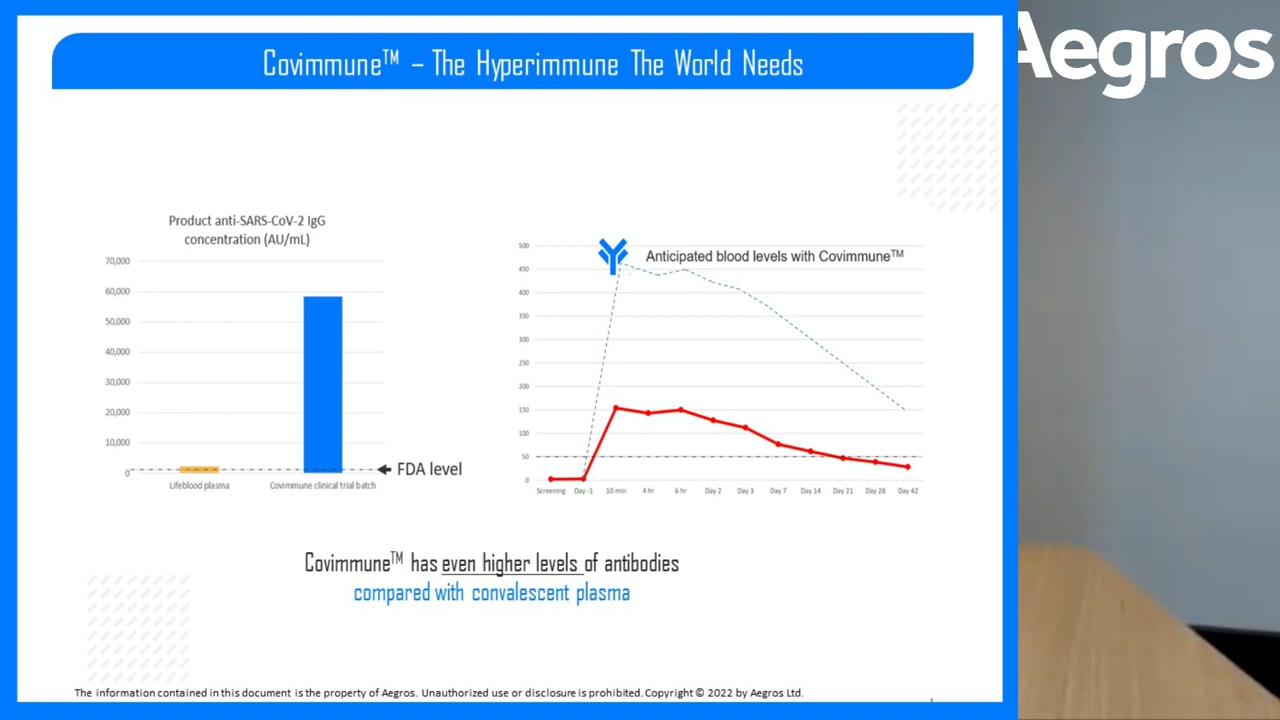 Covimmune™ – The Hyperimmune The World Needs
Aegros
Product anti-SARS-CoV-2 IgG
concentration (AU/mL)
70,000
60,000
50,000
40,000
30,000
20,000
10,000
0
FDA level
Lifeblood plasma
Covimmune clinical trial batch
Anticipated blood levels with Covimmune™
500
450
400
350
300
250
200
150
100
50
0
Screening
Day -1
10 min
4 hr
6 hr
Day 2
Day 3
Day 7
Day 14
Day 21
Day 28
Day 42
Covimmune™ has even higher levels of antibodies
compared with convalescent plasma
The information contained in this document is the property of Aegros. Unauthorized use or disclosure is prohibited. Copyright © 2022 by Aegros Ltd.